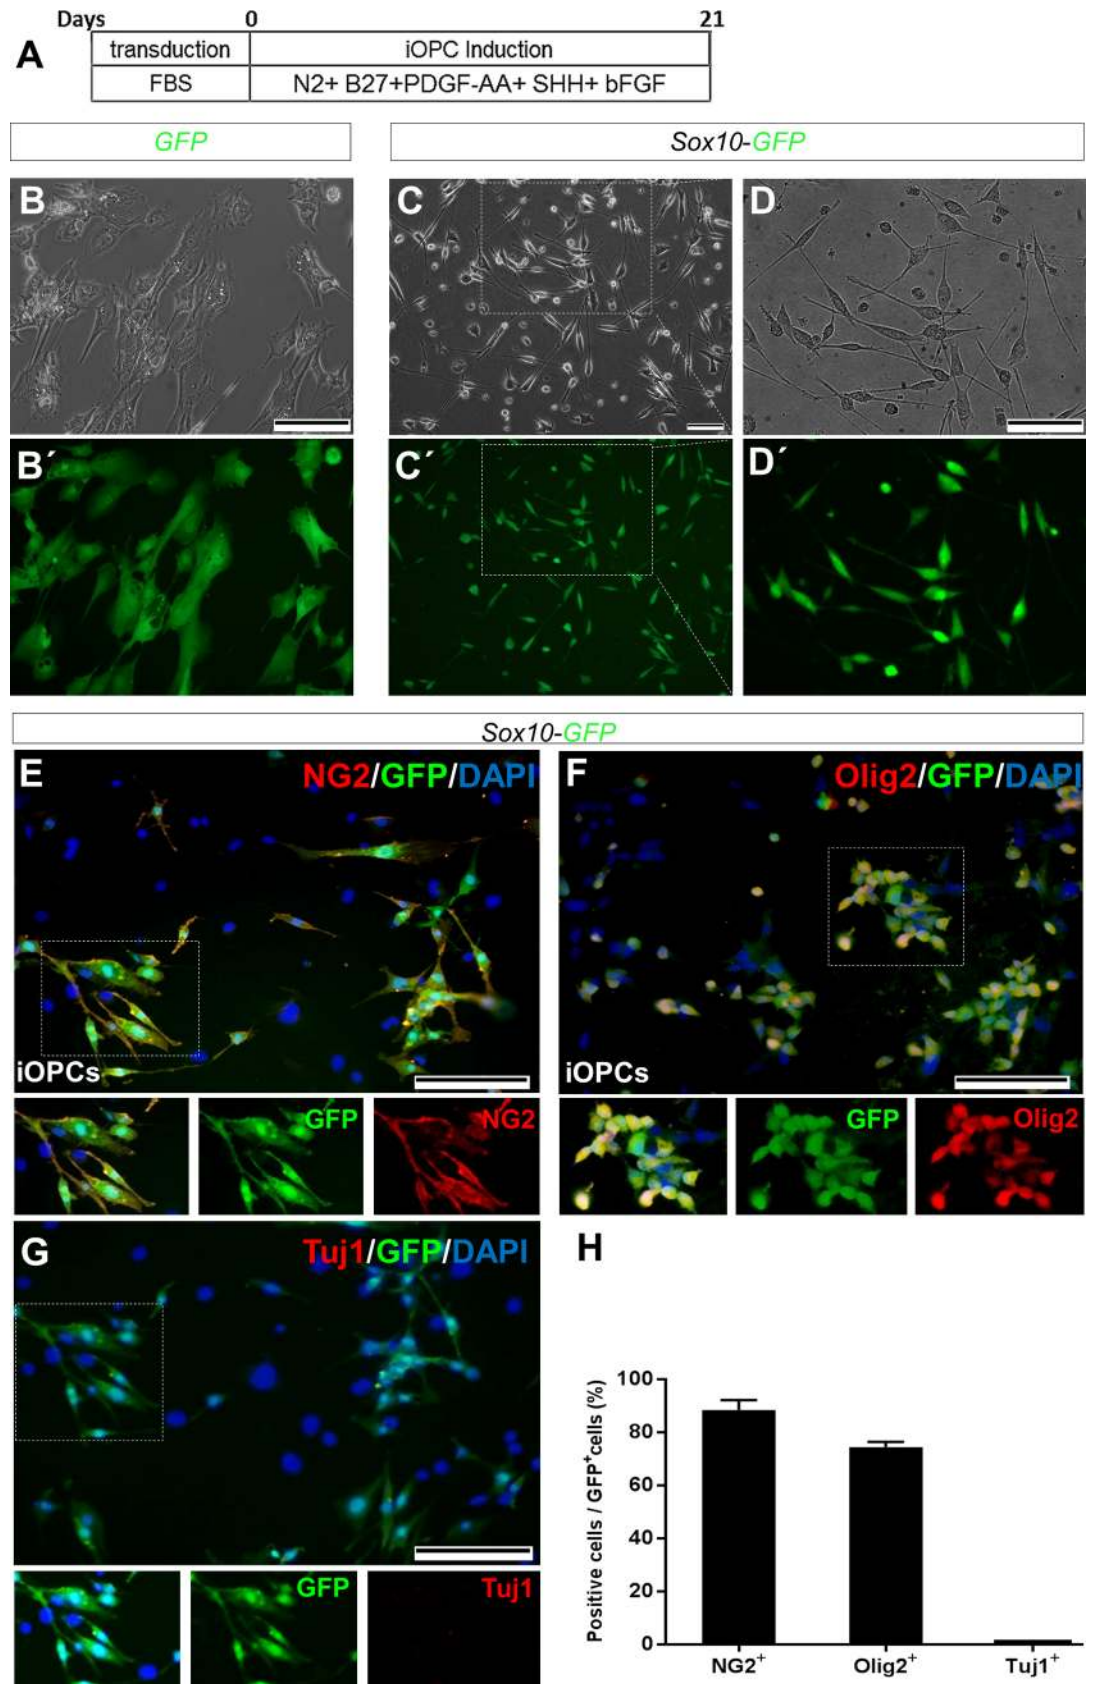 Days 0 21
A
transduction iOPC Induction
FBS N2+ B27+PDGF-AA+ SHH+ bFGF
GFP Sox10-GFP
B C D
B´ C´ D´
Sox10-GFP
E NG2/GFP/DAPI
iOPCs
GFP NG2
F Olig2/GFP/DAPI
iOPCs
GFP Olig2
G Tuj1/GFP/DAPI
GFP Tuj1
H
Positive cells / GFP⁺cells (%)
100
80
60
40
20
0
NG2⁺ Olig2⁺ Tuj1⁺